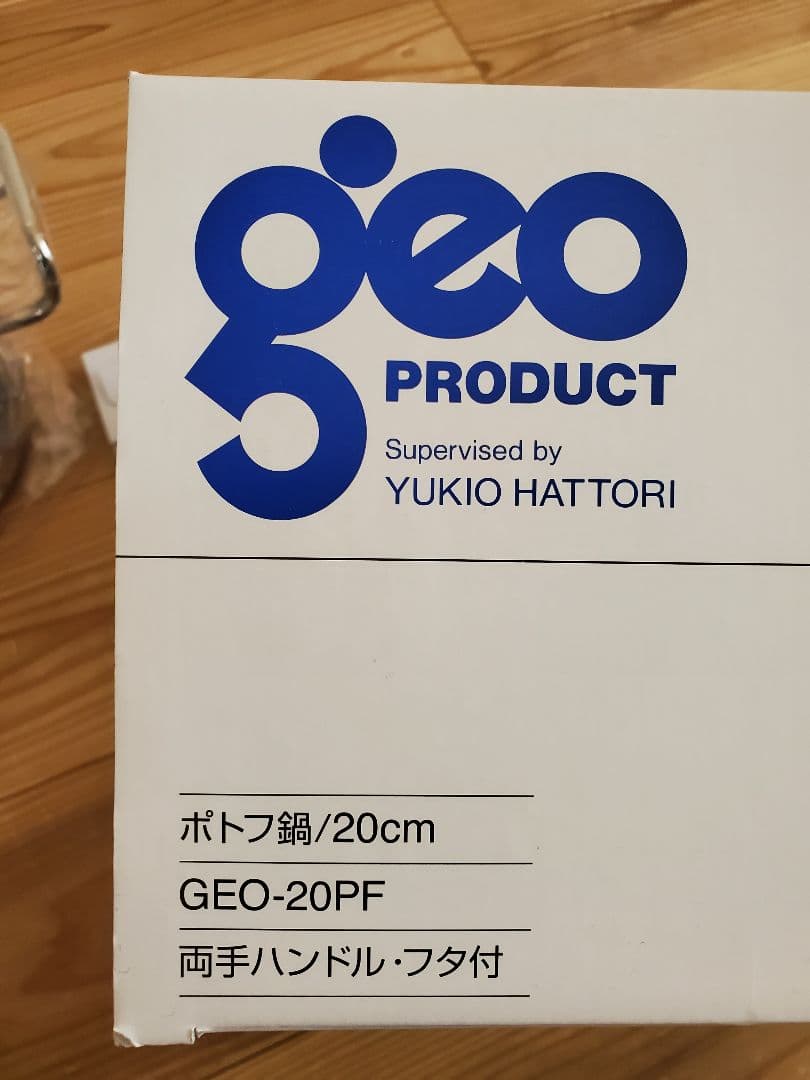 geo
PRODUCT
Supervised by
YUKIO HATTORI
ポトフ鍋/20cm
GEO-20PF
両手ハンドル・フタ付